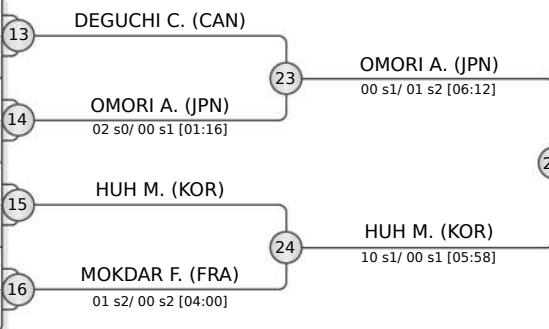 DEGUCHI C. (CAN)
13
23
OMORI A. (JPN)
00 s1/ 01 s2 [06:12]
OMORI A. (JPN)
14
02 s0/ 00 s1 [01:16]
HUH M. (KOR)
15
24
HUH M. (KOR)
10 s1/ 00 s1 [05:58]
MOKDAR F. (FRA)
16
01 s2/ 00 s2 [04:00]